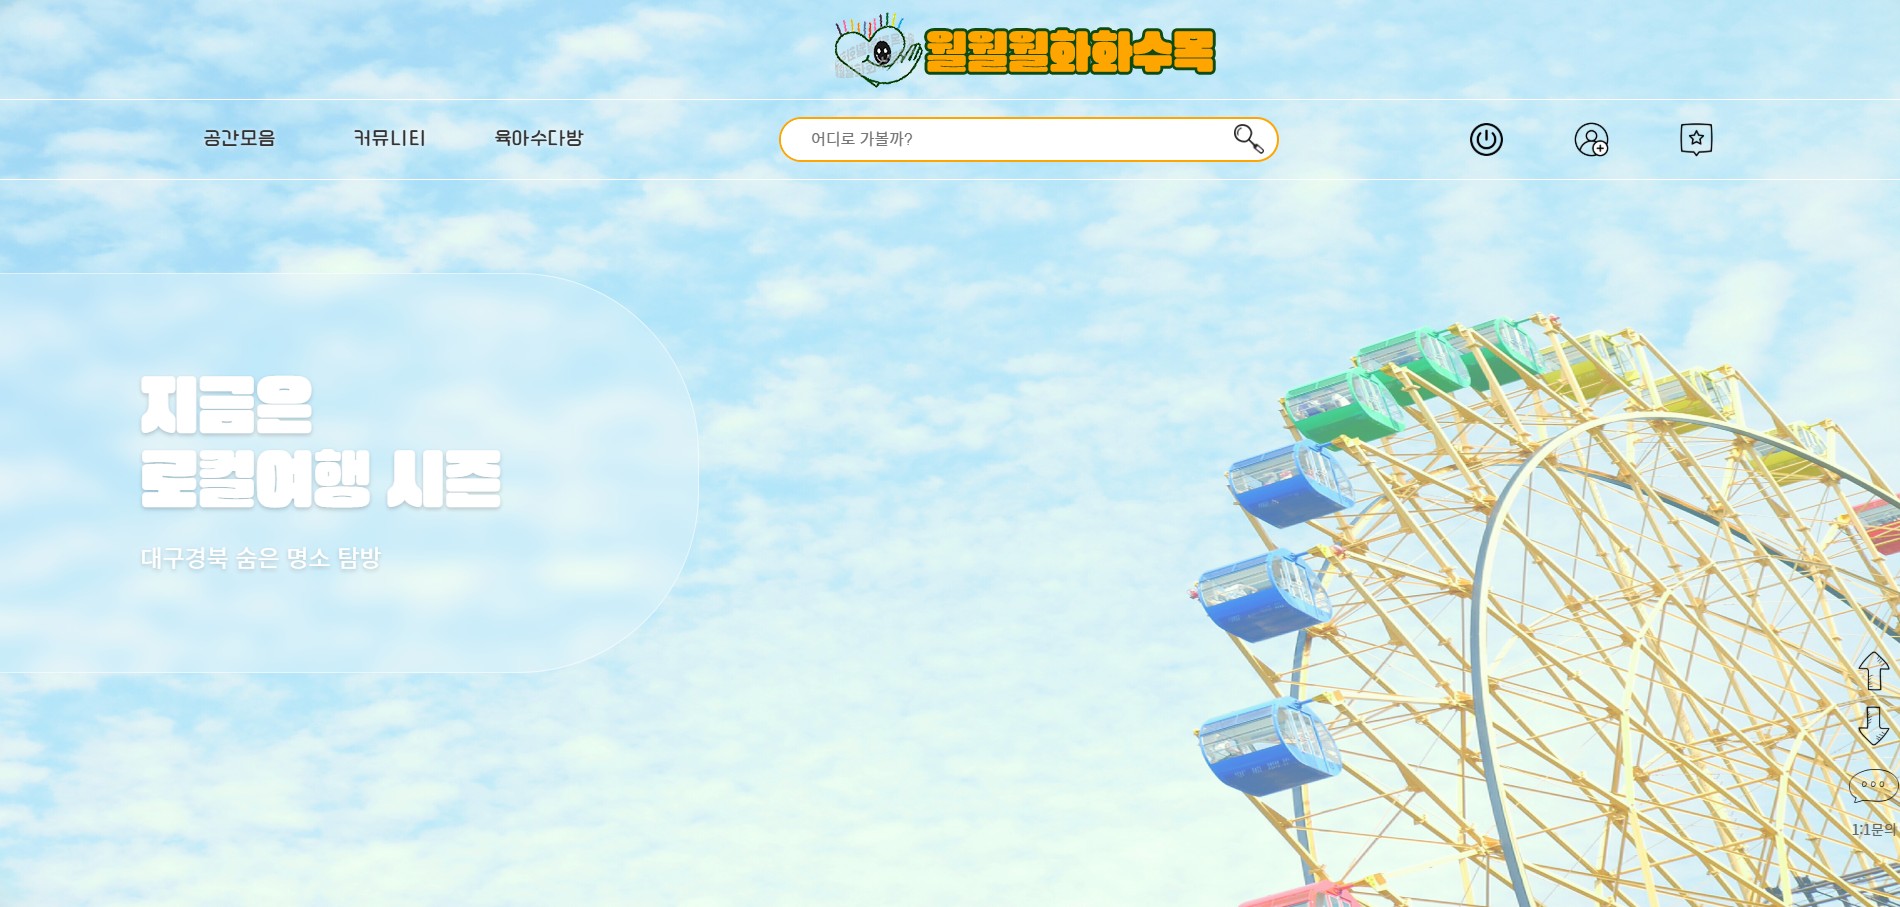 월월월화화수목
공간모음
커뮤니티
육아수다방
어디로 가볼까?
지금은
로컬여행 시즌
대구경북 숨은 명소 탐방
1:1문의